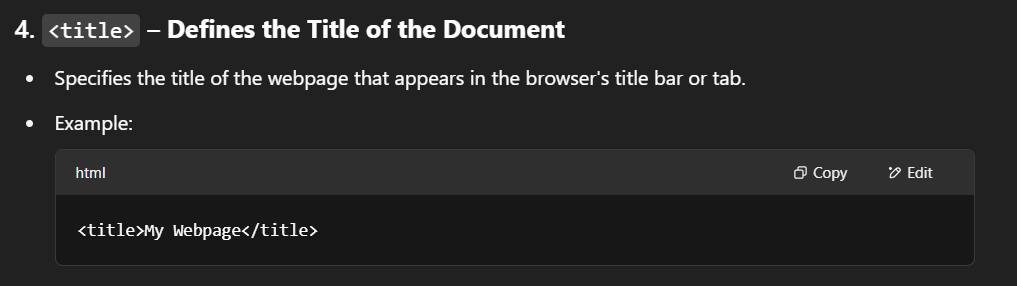 4. <title> – Defines the Title of the Document
• Specifies the title of the webpage that appears in the browser's title bar or tab.
• Example:
html Copy Edit
<title>My Webpage</title>